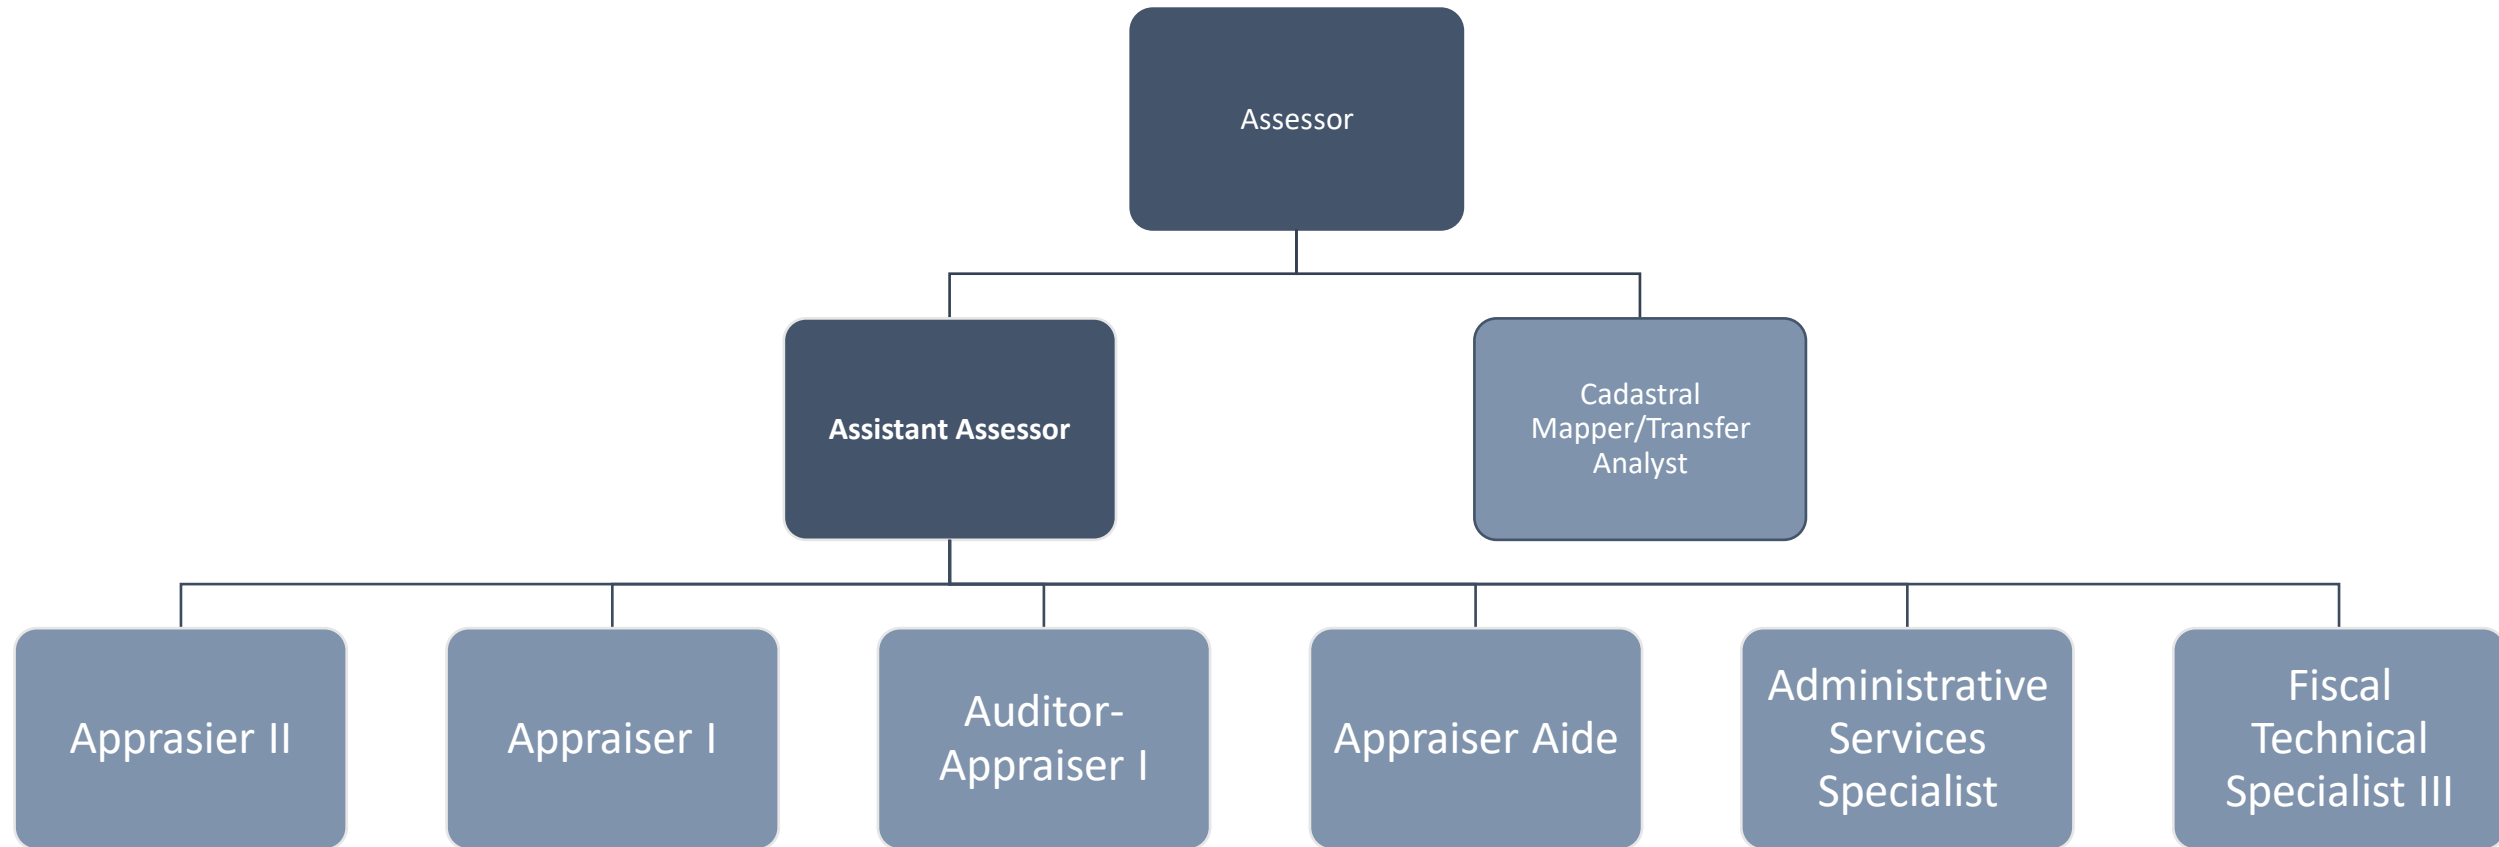 Assessor
Assistant Assessor
Cadastral
Mapper/Transfer
Analyst
Apprasier II
Appraiser I
Auditor-
Appraiser I
Appraiser Aide
Administrative
Services
Specialist
Fiscal
Technical
Specialist III